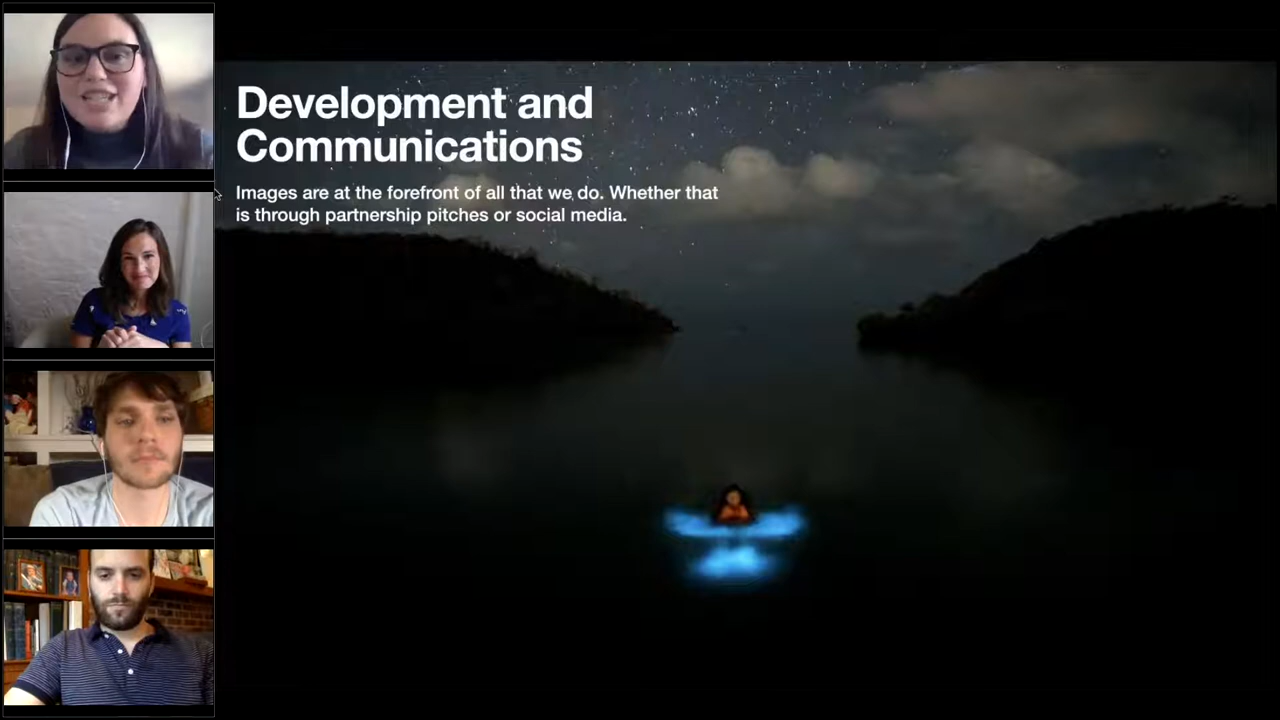 Development and
Communications
Images are at the forefront of all that we do. Whether that
is through partnership pitches or social media.